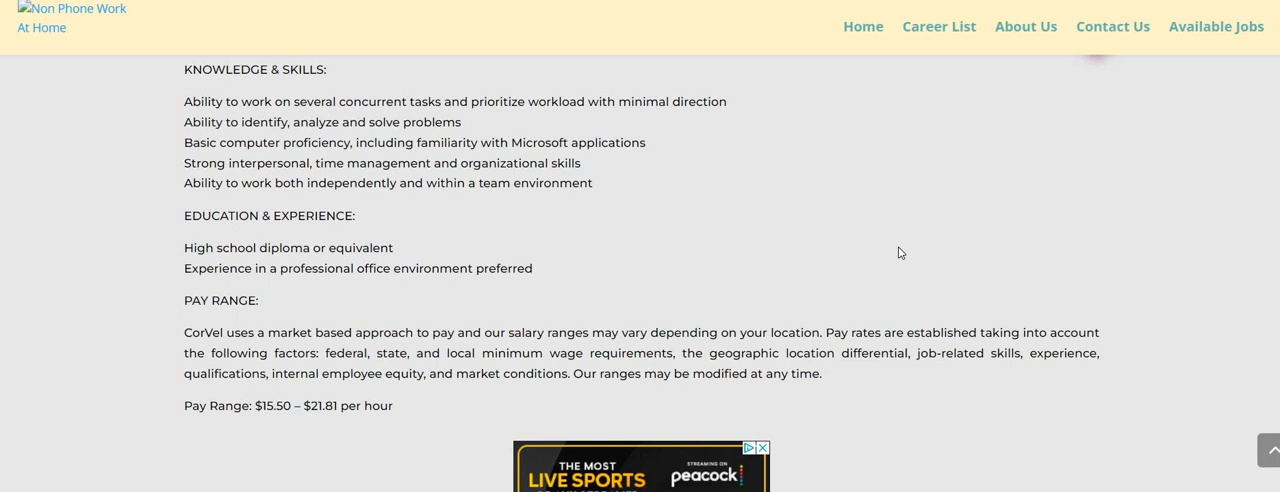 Non Phone Work
At Home
Home Career List About Us Contact Us Available Jobs
KNOWLEDGE & SKILLS:
Ability to work on several concurrent tasks and prioritize workload with minimal direction
Ability to identify, analyze and solve problems
Basic computer proficiency, including familiarity with Microsoft applications
Strong interpersonal, time management and organizational skills
Ability to work both independently and within a team environment
EDUCATION & EXPERIENCE:
High school diploma or equivalent
Experience in a professional office environment preferred
PAY RANGE:
CorVel uses a market based approach to pay and our salary ranges may vary depending on your location. Pay rates are established taking into account
the following factors: federal, state, and local minimum wage requirements, the geographic location differential, job-related skills, experience,
qualifications, internal employee equity, and market conditions. Our ranges may be modified at any time.
Pay Range: $15.50 – $21.81 per hour
THE MOST
LIVE SPORTS
STREAMING ON
peacock